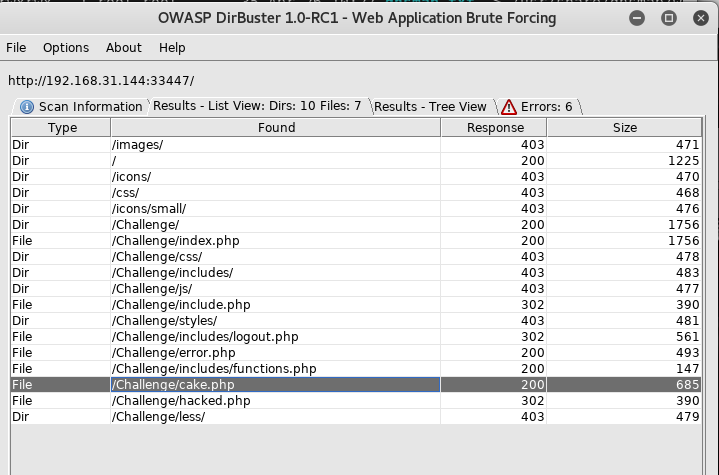 OWASP DirBuster 1.0-RC1 - Web Application Brute Forcing
File Options About Help
http://192.168.31.144:33447/
Scan Information Results - List View: Dirs: 10 Files: 7 Results - Tree View Errors: 6
Type Found Response Size
Dir /images/ 403 471
Dir / 200 1225
Dir /icons/ 403 470
Dir /css/ 403 468
Dir /icons/small/ 403 476
Dir /Challenge/ 200 1756
File /Challenge/index.php 200 1756
Dir /Challenge/css/ 403 478
Dir /Challenge/includes/ 403 483
Dir /Challenge/js/ 403 477
File /Challenge/include.php 302 390
Dir /Challenge/styles/ 403 481
File /Challenge/includes/logout.php 302 561
File /Challenge/error.php 200 493
File /Challenge/includes/functions.php 200 147
File /Challenge/cake.php 200 685
File /Challenge/hacked.php 302 390
Dir /Challenge/less/ 403 479